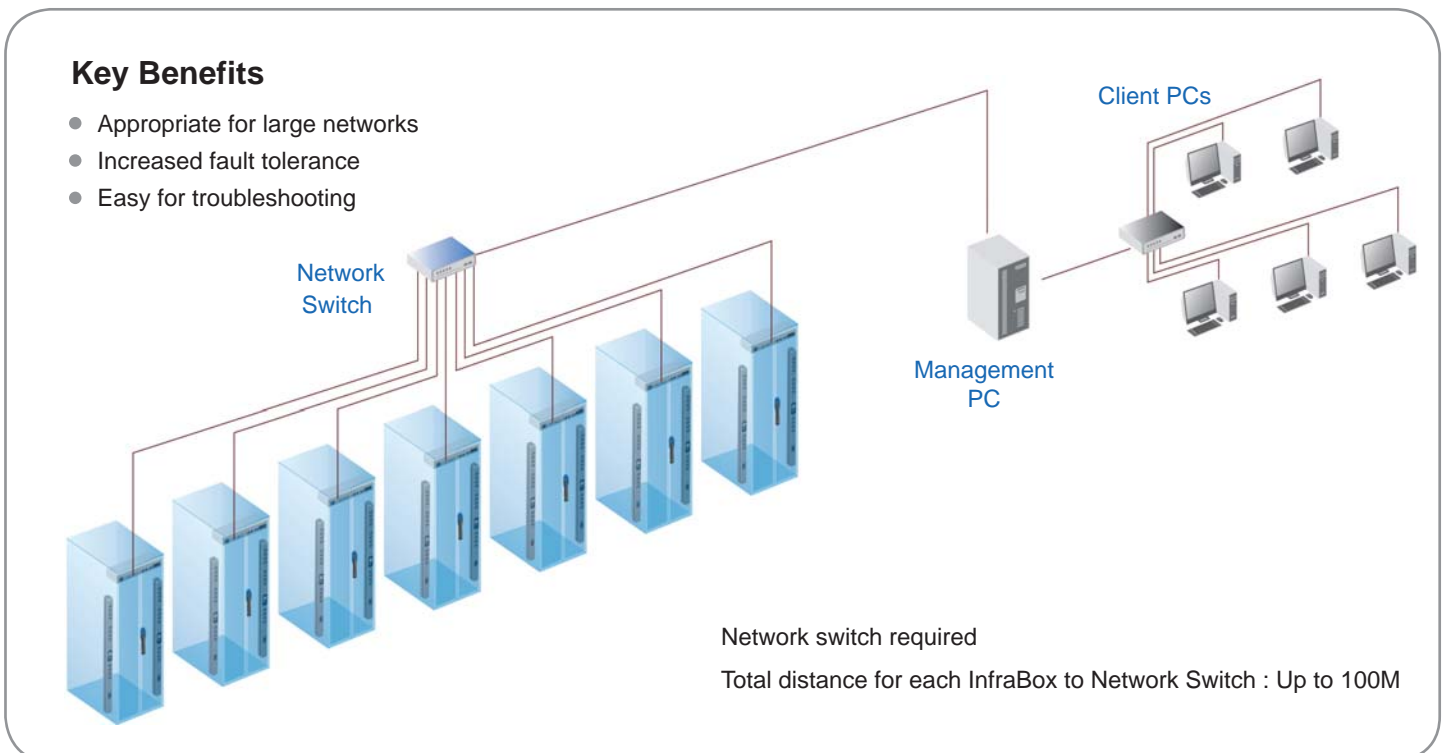 Key Benefits
Appropriate for large networks
Increased fault tolerance
Easy for troubleshooting
Client PCs
Network
Switch
Management
PC
Network switch required
Total distance for each InfraBox to Network Switch : Up to 100M